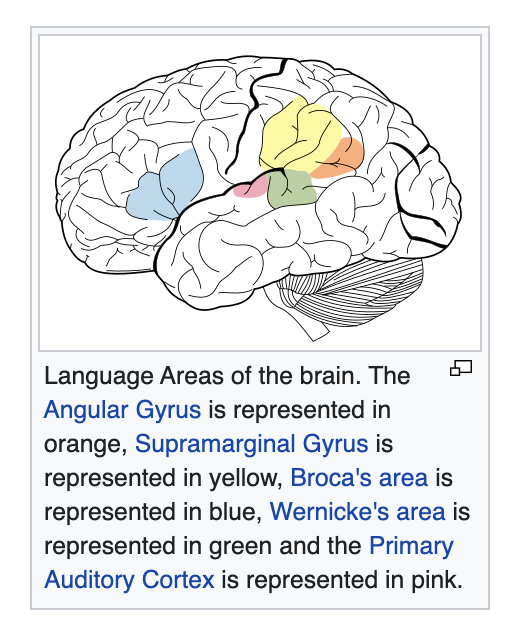 Language Areas of the brain. The
Angular Gyrus is represented in
orange, Supramarginal Gyrus is
represented in yellow, Broca's area is
represented in blue, Wernicke's area is
represented in green and the Primary
Auditory Cortex is represented in pink.